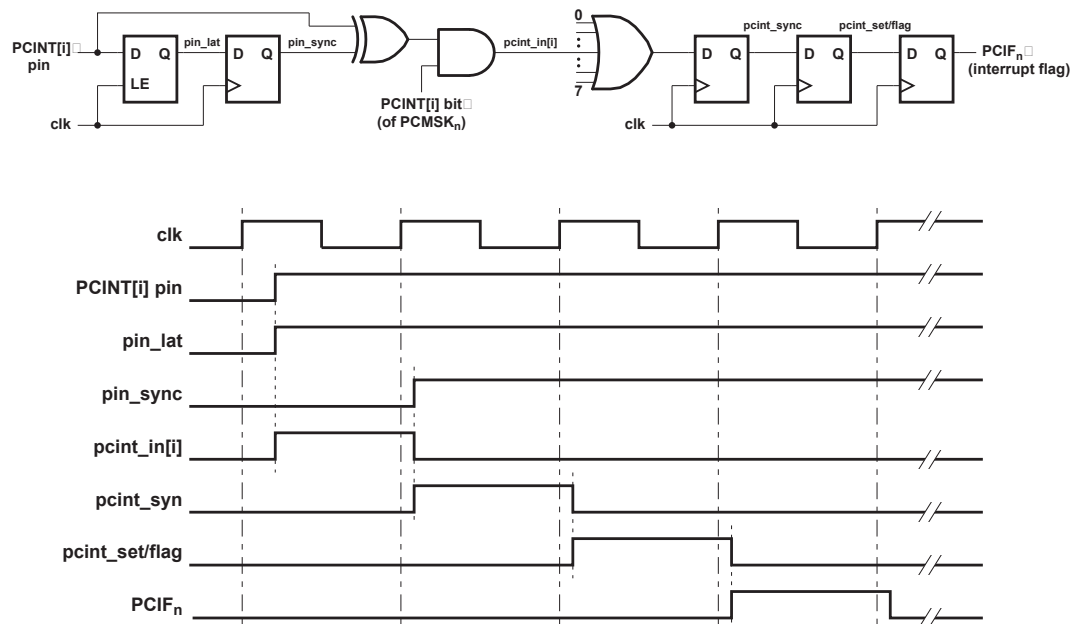 PCINT[i]
pin
clk
D Q
LE
pin_lat
D Q
pin_sync
PCINT[i] bit
(of PCMSKn)
pcint_in[i]
0
7
clk
D Q
pcint_sync
D Q
pcint_set/flag
D Q
PCIFn
(interrupt flag)
clk
PCINT[i] pin
pin_lat
pin_sync
pcint_in[i]
pcint_syn
pcint_set/flag
PCIFn